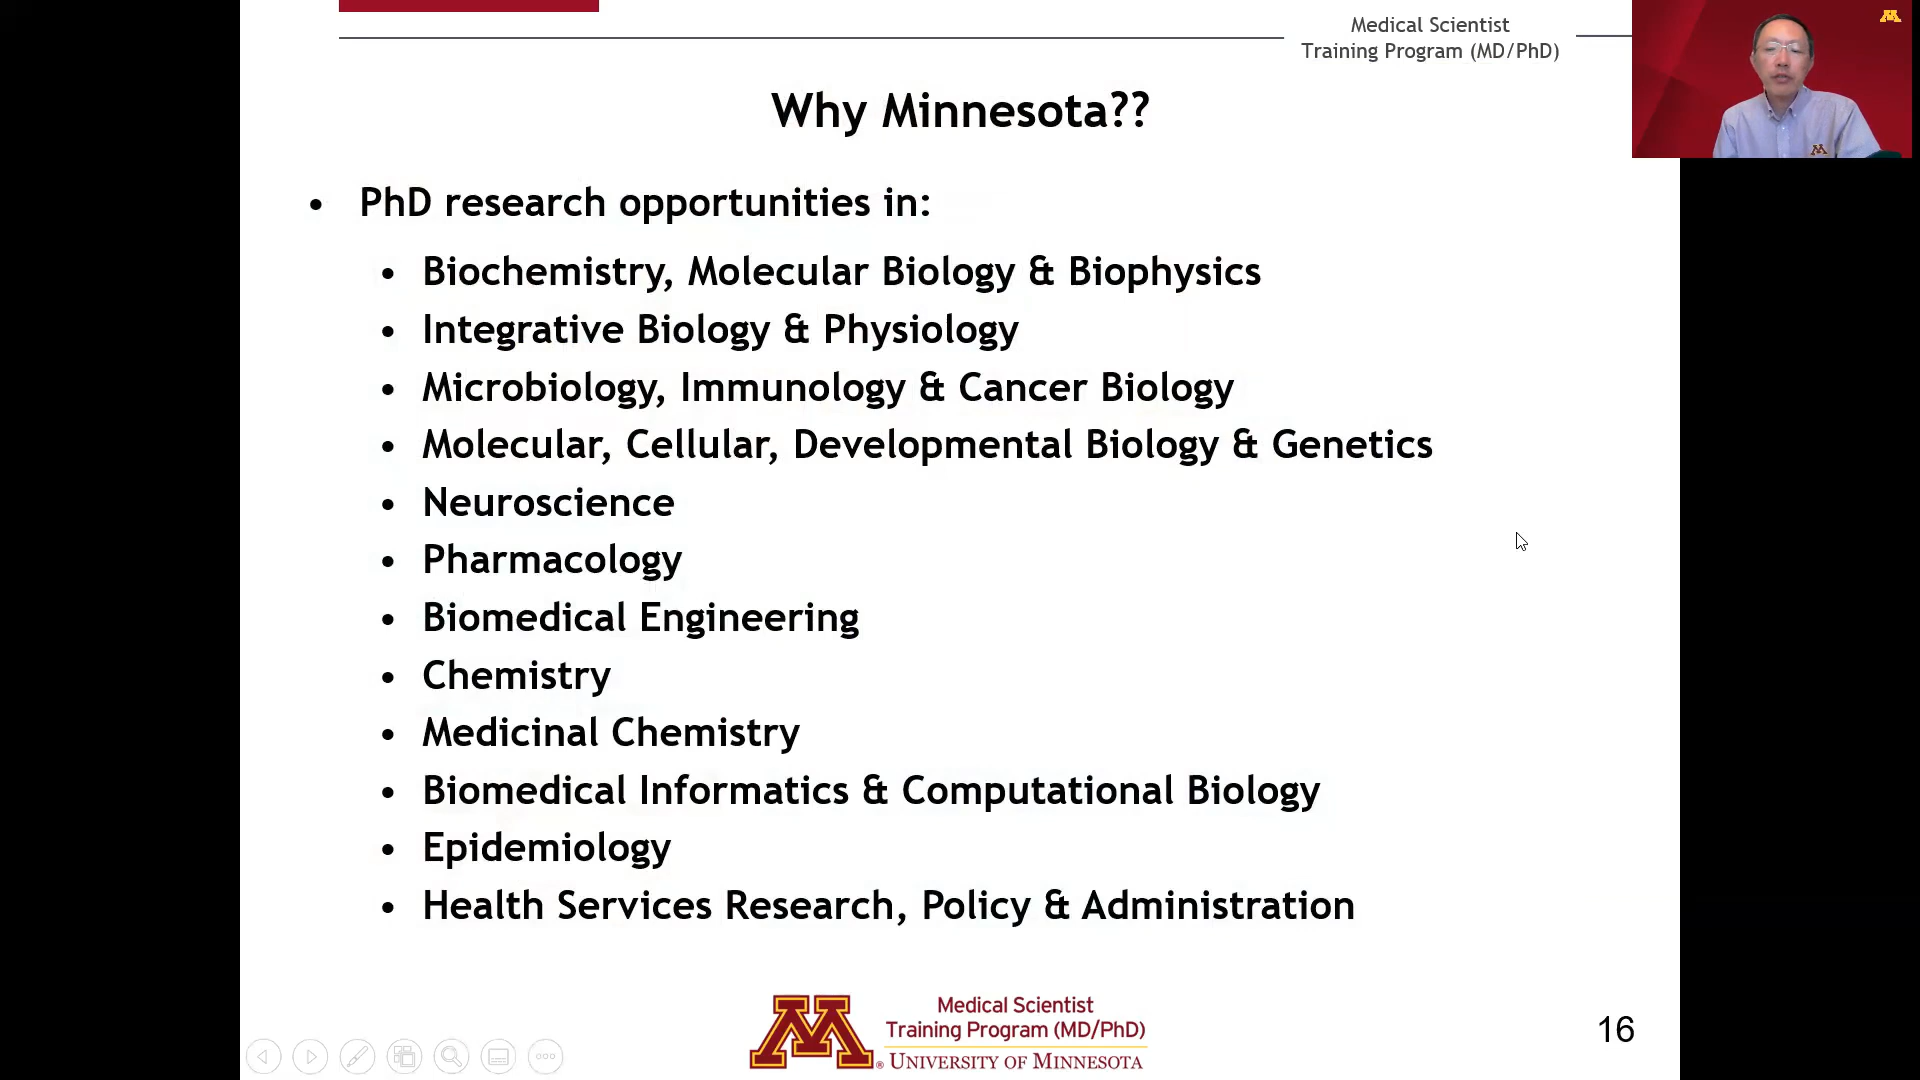 Medical Scientist
Training Program (MD/PhD)
Why Minnesota??
• PhD research opportunities in:
• Biochemistry, Molecular Biology & Biophysics
• Integrative Biology & Physiology
• Microbiology, Immunology & Cancer Biology
• Molecular, Cellular, Developmental Biology & Genetics
• Neuroscience
• Pharmacology
• Biomedical Engineering
• Chemistry
• Medicinal Chemistry
• Biomedical Informatics & Computational Biology
• Epidemiology
• Health Services Research, Policy & Administration
M
M
M®
Medical Scientist
Training Program (MD/PhD)
UNIVERSITY OF MINNESOTA
16